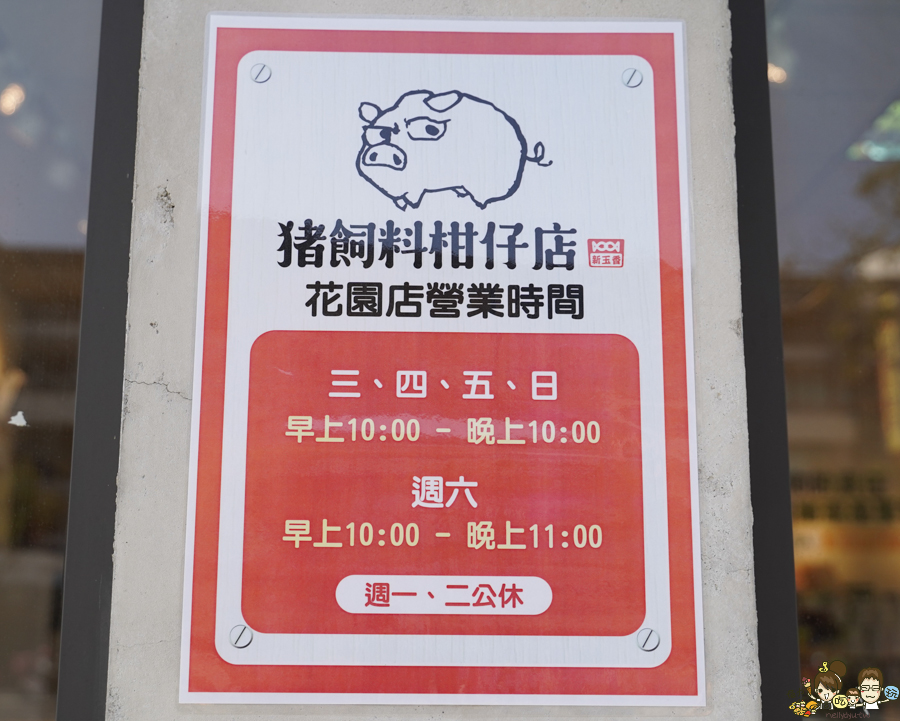 猪飼料柑仔店
新玉香
花園店營業時間
三、四、五、日
早上10:00 - 晚上10:00
週六
早上10:00 - 晚上11:00
週一、二公休
吃
玩